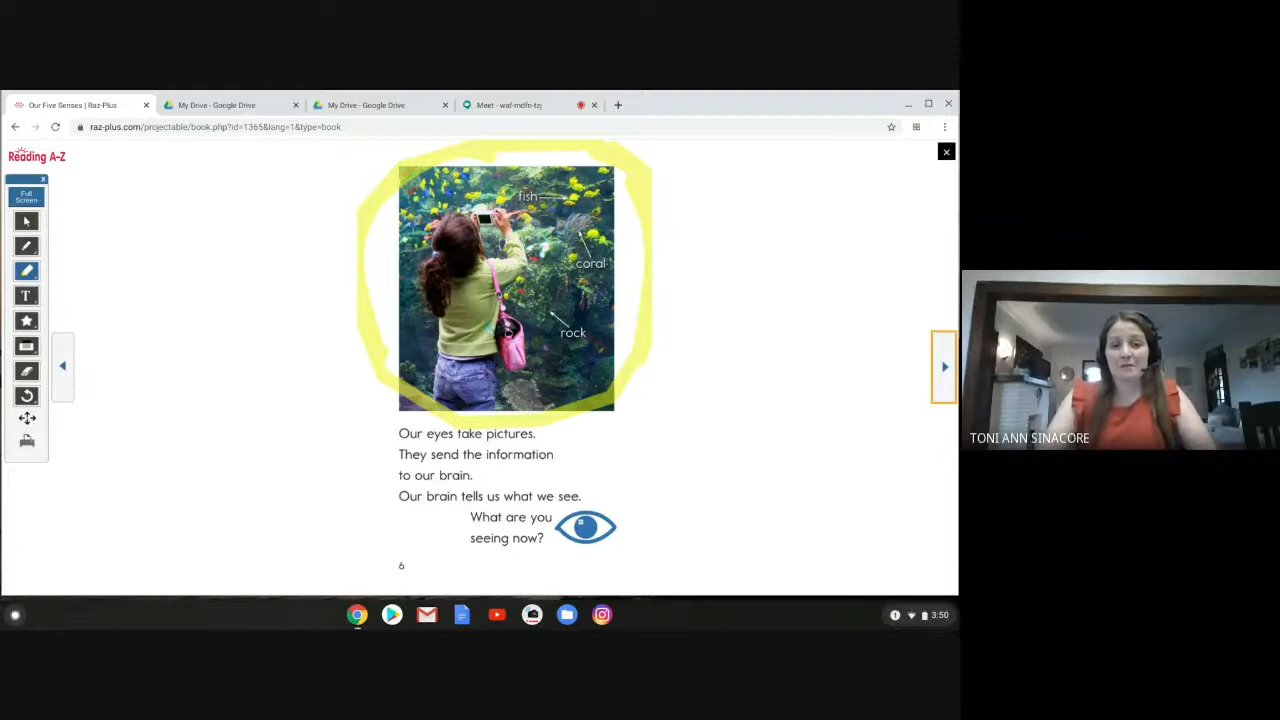 Our Five Senses | Raz-Plus
My Drive - Google Drive
My Drive - Google Drive
Meet - waf-mdfn-tzj
raz-plus.com/projectable/book.php?id=1365&lang=1&type=book
Reading A-Z
Full
Screen
T
fish
coral
rock
Our eyes take pictures.
They send the information
to our brain.
Our brain tells us what we see.
What are you
seeing now?
6
TONI ANN SINACORE
1
3:50